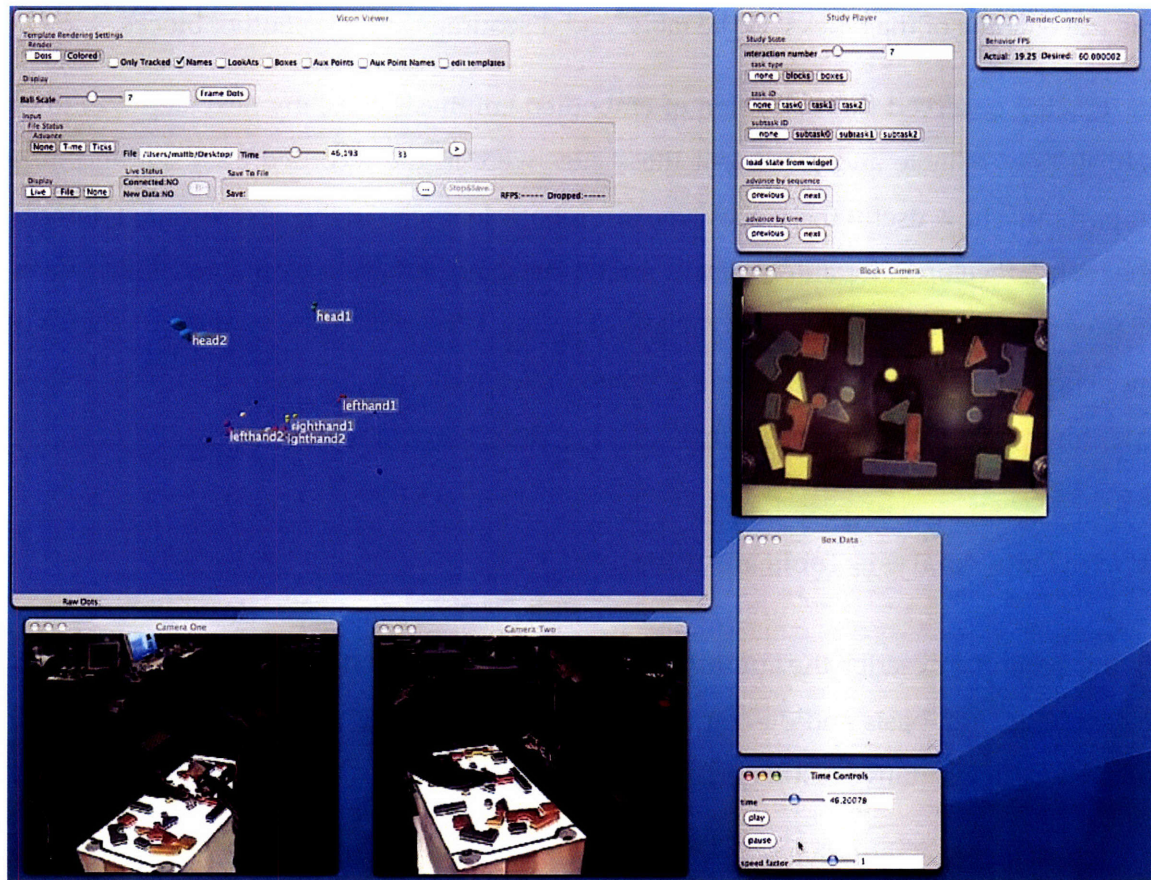 Vicon Viewer
Template Rendering Settings
Render
Dots Colored
Only Tracked Names LookAts Boxes Aux Points Aux Point Names edit templates
Display
Ball Scale 7 Frame Dots
Input
File Status
Advance
None Time Ticks File /Users/mattb/Desktop/ Time 46.193 33 >
Display Live Status Save To File
Live File None Connected:NO
New Data:NO Save: ... Stop&Save RFPS:----- Dropped:-----
head1
head2
lefthand1
righthand1
lefthand2 righthand2
Raw Dots:
Study Player
Study State
interaction number 7
task type
none blocks boxes
task ID
none task0 task1 task2
subtask ID
none subtask0 subtask1 subtask2
load state from widget
advance by sequence
previous next
advance by time
previous next
RenderControls
Behavior FPS
Actual: 19.25 Desired: 60.000002
Blocks Camera
Box Data
Camera One
Camera Two
Time Controls
time 46.20078
play
pause
speed factor 1